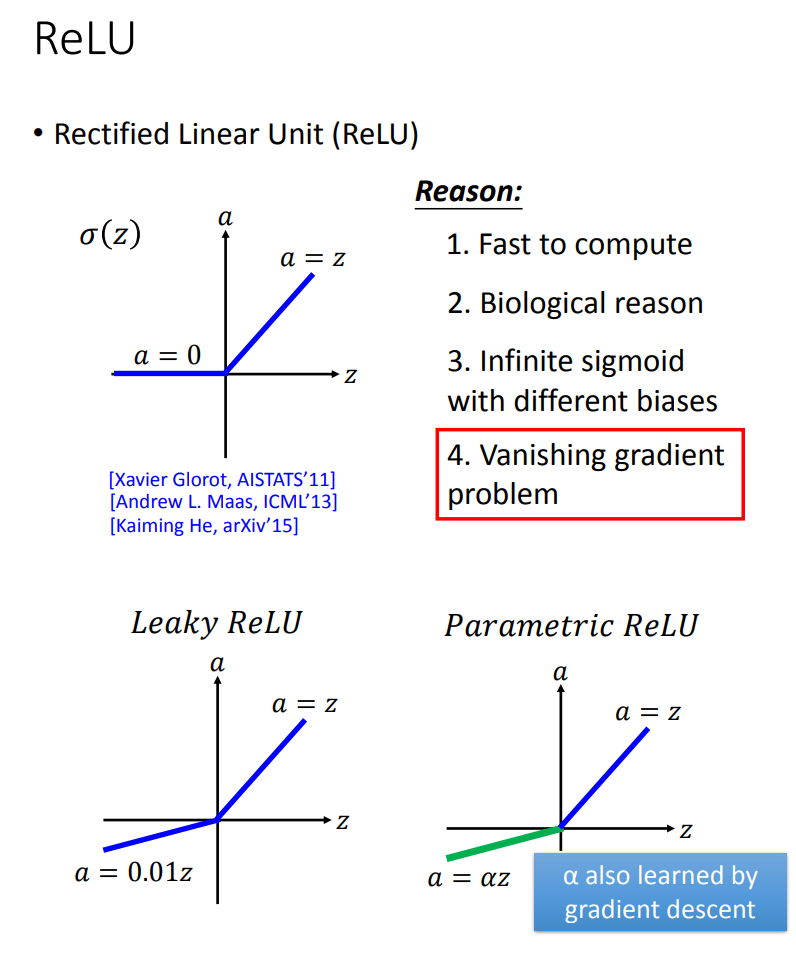 ReLU
• Rectified Linear Unit (ReLU)
σ(z)
a
a = z
a = 0
z
[Xavier Glorot, AISTATS’11]
[Andrew L. Maas, ICML’13]
[Kaiming He, arXiv’15]
Reason:
1. Fast to compute
2. Biological reason
3. Infinite sigmoid
with different biases
4. Vanishing gradient
problem
Leaky ReLU
a
a = z
z
a = 0.01z
Parametric ReLU
a
a = z
z
a = αz
α also learned by
gradient descent